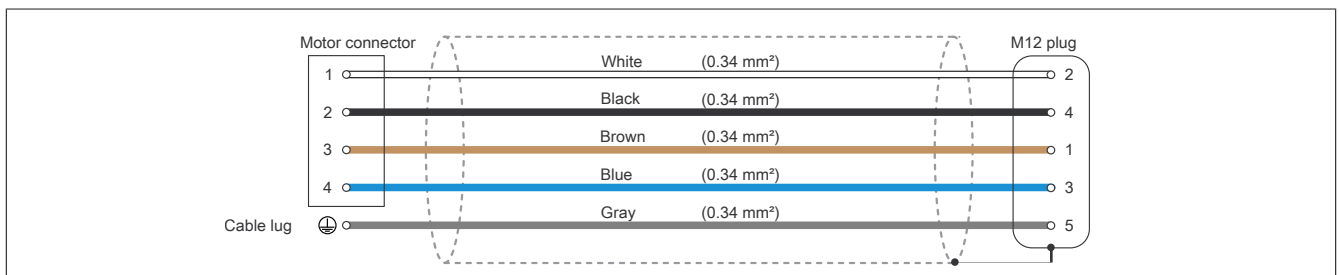 Motor connector M12 plug
1 White (0.34 mm²) 2
2 Black (0.34 mm²) 4
3 Brown (0.34 mm²) 1
4 Blue (0.34 mm²) 3
Cable lug Gray (0.34 mm²) 5